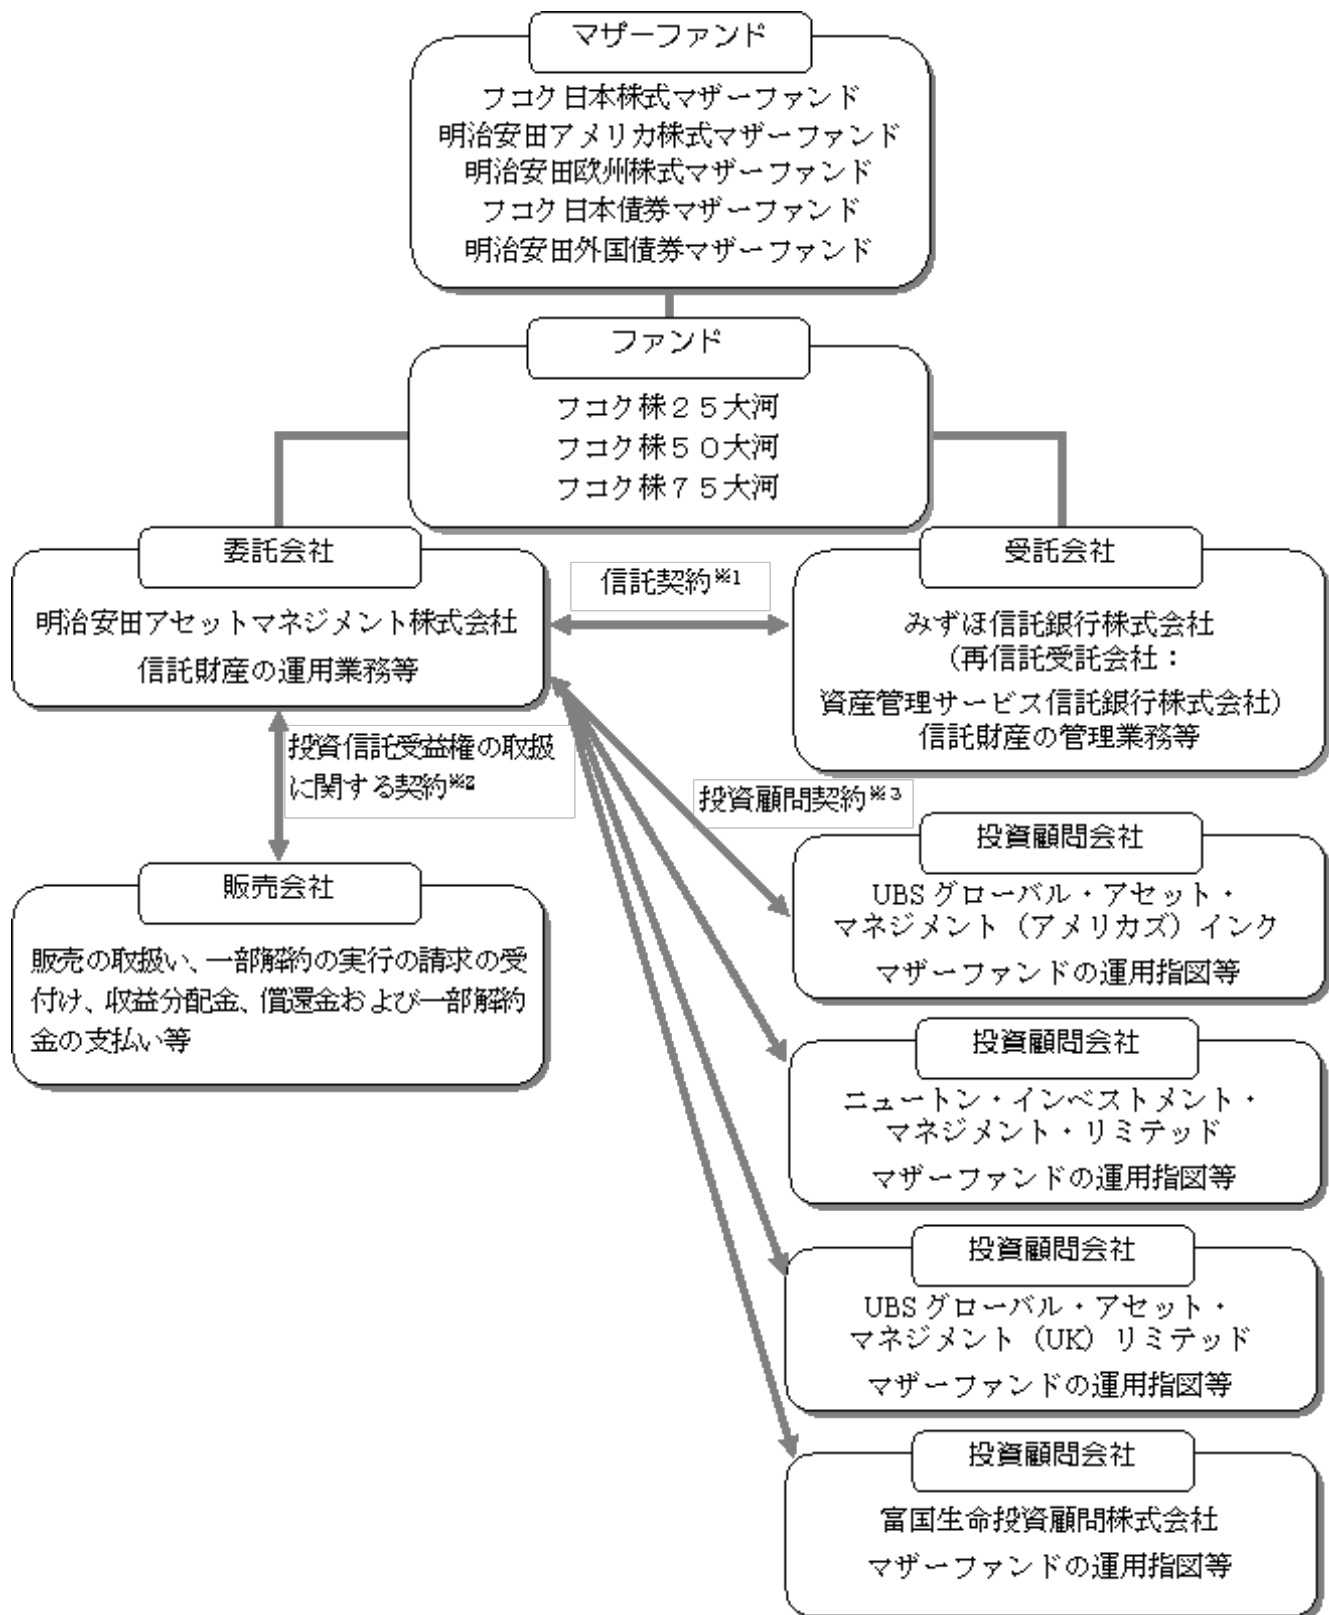 マザーファンド
フコク日本株式マザーファンド
明治安田アメリカ株式マザーファンド
明治安田欧州株式マザーファンド
フコク日本債券マザーファンド
明治安田外国債券マザーファンド
ファンド
フコク株２５大河
フコク株５０大河
フコク株７５大河
委託会社
明治安田アセットマネジメント株式会社
信託財産の運用業務等
信託契約※1
受託会社
みずほ信託銀行株式会社
（再信託受託会社：
資産管理サービス信託銀行株式会社）
信託財産の管理業務等
投資信託受益権の取扱
に関する契約※2
投資顧問契約※3
販売会社
販売の取扱い、一部解約の実行の請求の受
付け、収益分配金、償還金および一部解約
金の支払い等
投資顧問会社
UBSグローバル・アセット・
マネジメント（アメリカズ）インク
マザーファンドの運用指図等
投資顧問会社
ニュートン・インベストメント・
マネジメント・リミテッド
マザーファンドの運用指図等
投資顧問会社
UBSグローバル・アセット・
マネジメント（UK）リミテッド
マザーファンドの運用指図等
投資顧問会社
富国生命投資顧問株式会社
マザーファンドの運用指図等